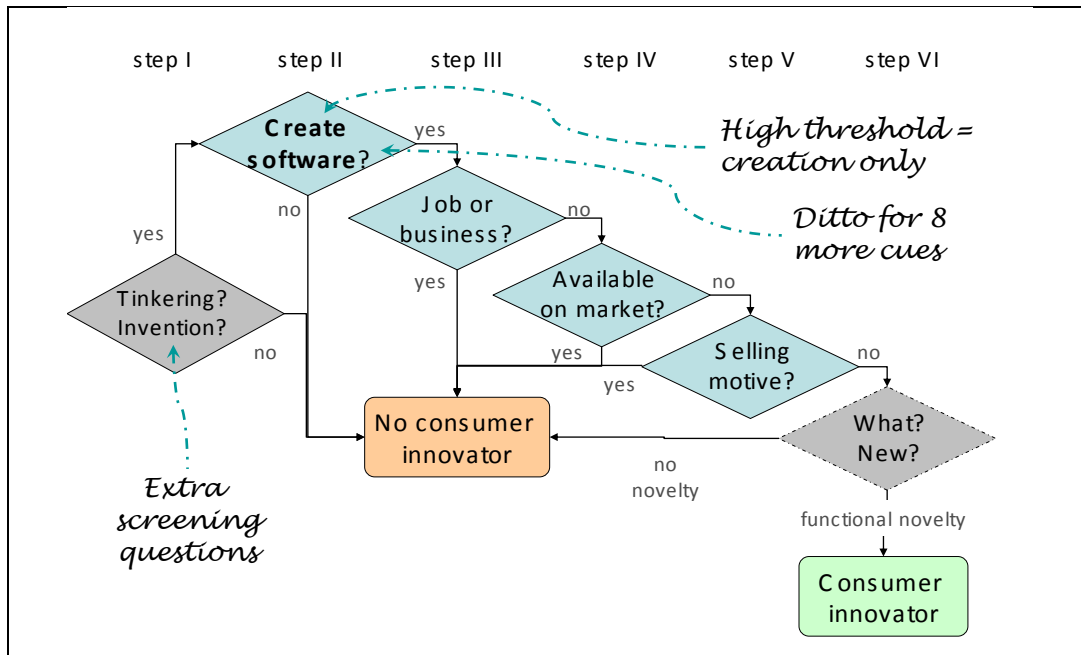 step I
step II
step III
step IV
step V
step VI
Create
software?
yes
no
High threshold =
creation only
Job or
business?
no
yes
Ditto for 8
more cues
yes
Tinkering?
Invention?
no
Available
on market?
no
yes
Selling
motive?
no
yes
No consumer
innovator
What?
New?
no
novelty
functional novelty
Extra
screening
questions
Consumer
innovator